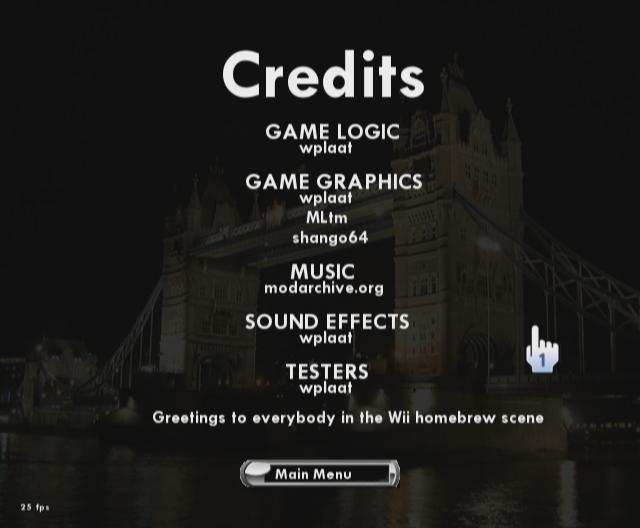 Credits
GAME LOGIC
wplaat
GAME GRAPHICS
wplaat
MLtm
shango64
MUSIC
modarchive.org
SOUND EFFECTS
wplaat
TESTERS
wplaat
Greetings to everybody in the Wii homebrew scene
1
Main Menu
25 fps